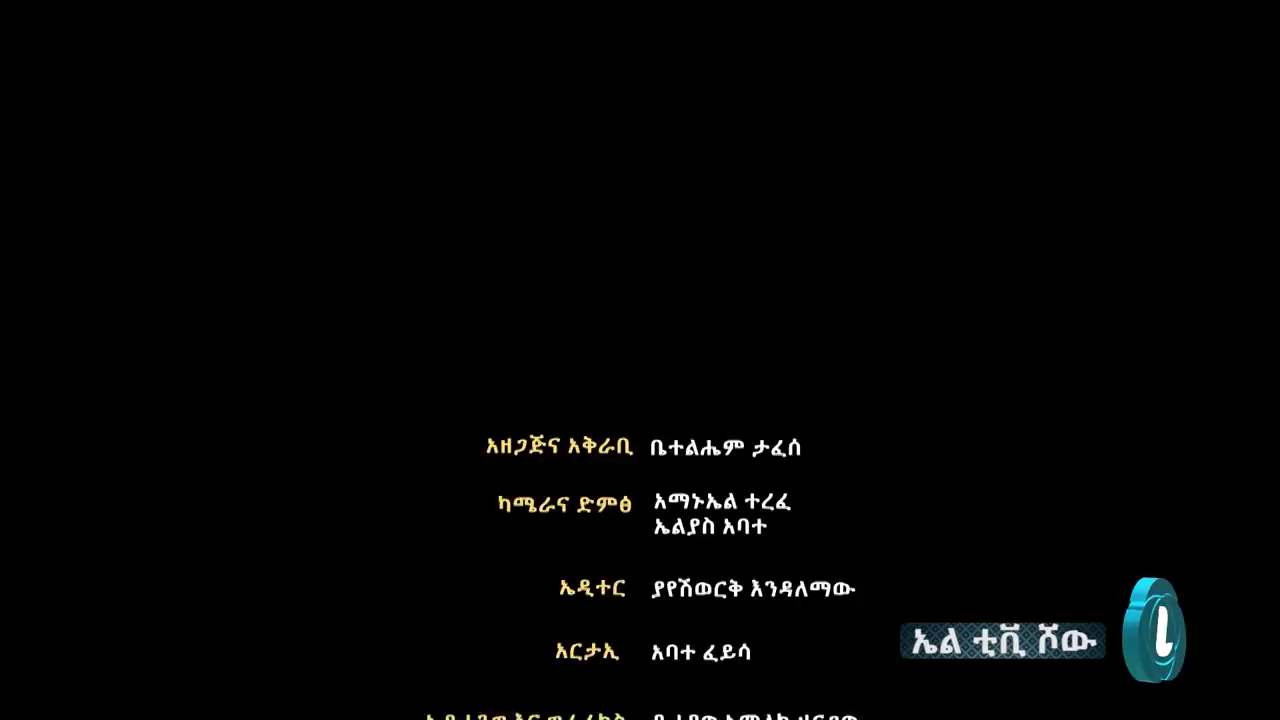 አዘጋጅና አቅራቢ ቤተልሔም ታፈሰ
ካሜራና ድምፅ አማኑኤል ተረፈ
ኤልያስ አባተ
ኤዲተር ያየሽወርቅ እንዳለማው
አርታኢ አባተ ፈይሳ
ኤል ቲቪ ሾው
L